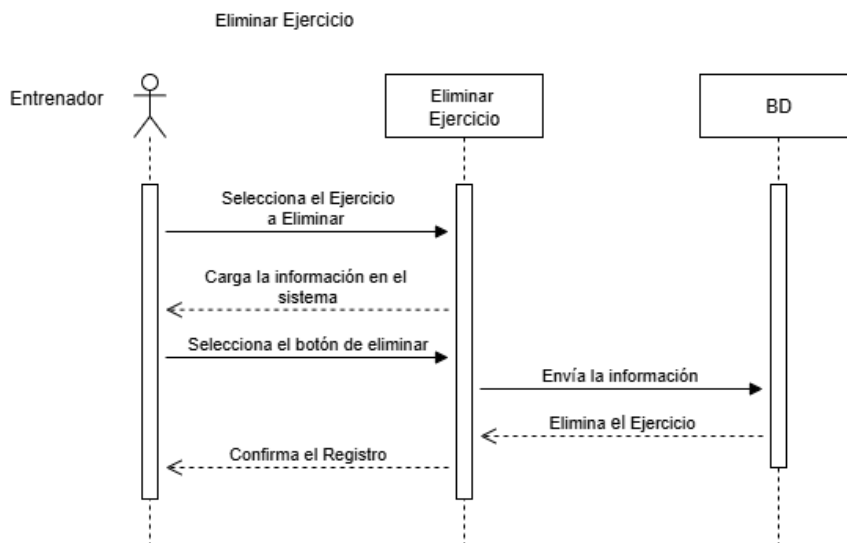 Eliminar Ejercicio
Entrenador
Eliminar
Ejercicio
BD
Selecciona el Ejercicio
a Eliminar
Carga la información en el
sistema
Selecciona el botón de eliminar
Envía la información
Elimina el Ejercicio
Confirma el Registro